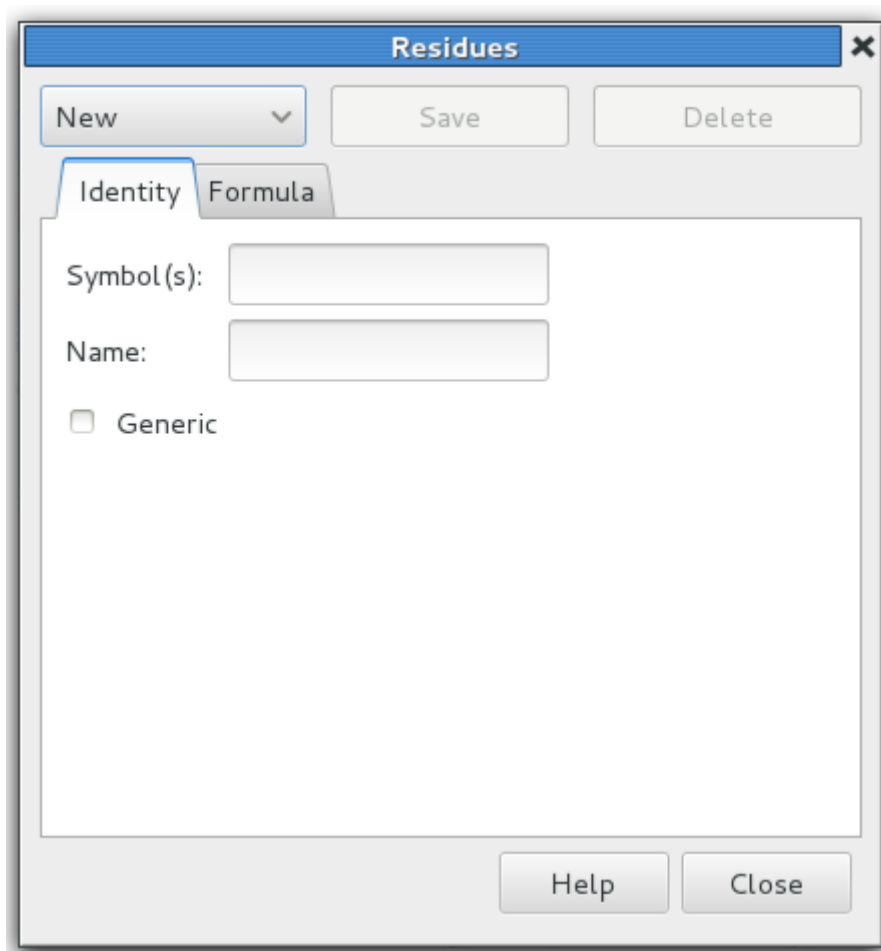 Residues
New Save Delete
Identity Formula
Symbol(s):
Name:
Generic
Help Close